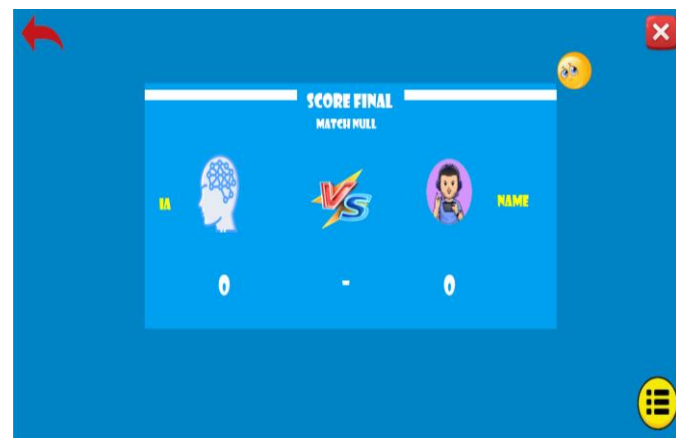 SCORE FINAL
MATCH NULL
IA
VS
NAME
0 - 0